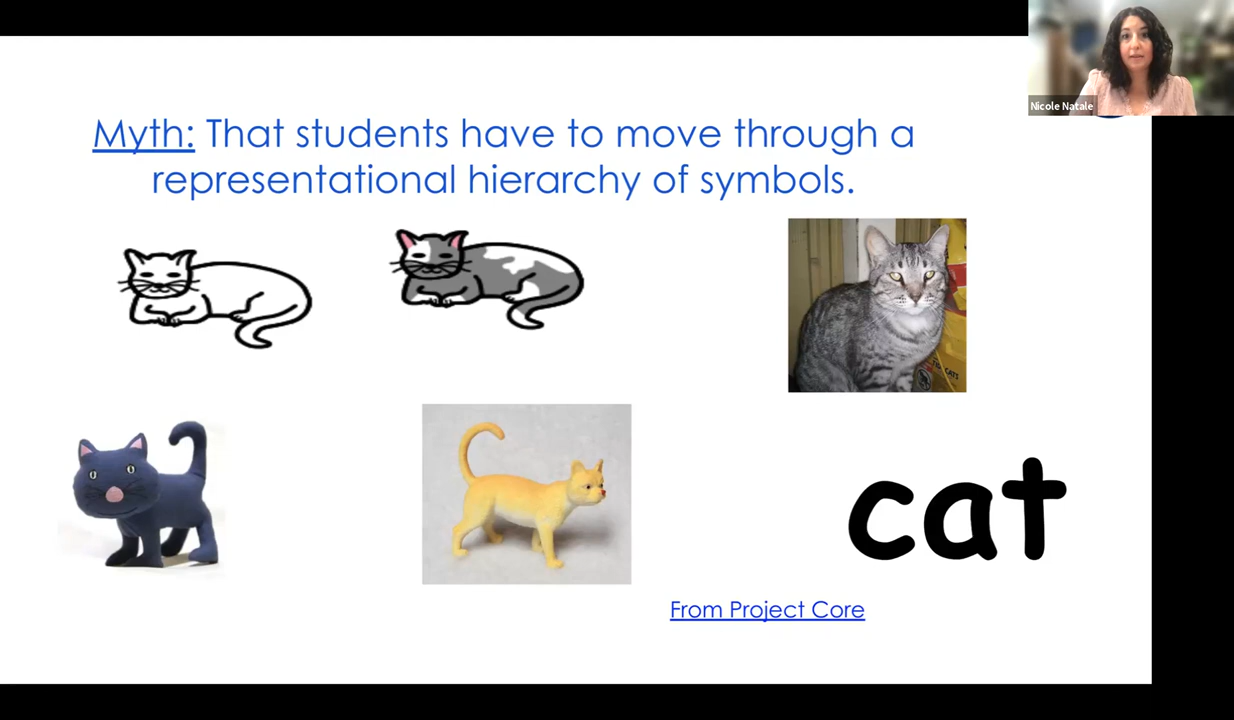 Nicole Natale
Myth: That students have to move through a
representational hierarchy of symbols.
cat
From Project Core